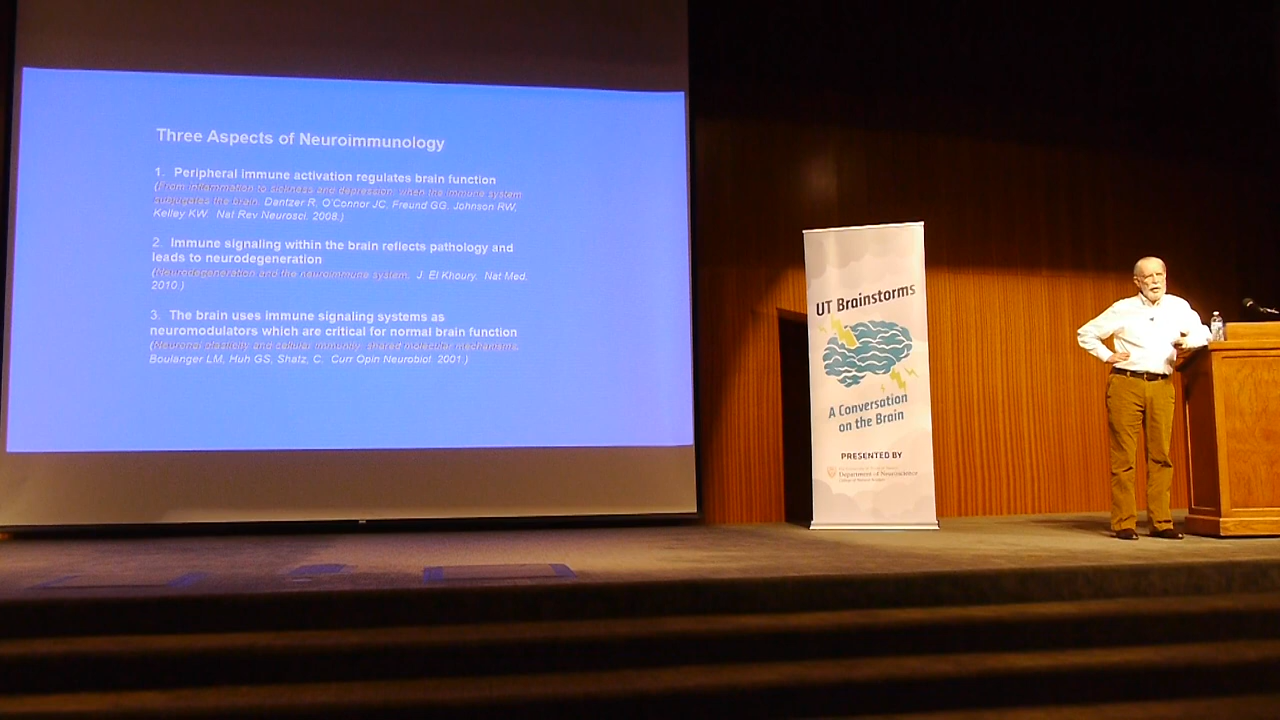 Three Aspects of Neuroimmunology
1. Peripheral immune activation regulates brain function
(From inflammation to sickness and depression: when the immune system
subjugates the brain. Dantzer R, O'Connor JC, Freund GG, Johnson RW,
Kelley KW. Nat Rev Neurosci. 2008.)
2. Immune signaling within the brain reflects pathology and
leads to neurodegeneration
(Neurodegeneration and the neuroimmune system. J. El Khoury. Nat Med.
2010.)
3. The brain uses immune signaling systems as
neuromodulators which are critical for normal brain function
(Neuronal plasticity and cellular immunity: shared molecular mechanisms.
Boulanger LM, Huh GS, Shatz, C. Curr Opin Neurobiol. 2001.)
UT Brainstorms
A Conversation
on the Brain
PRESENTED BY
Department of Neuroscience